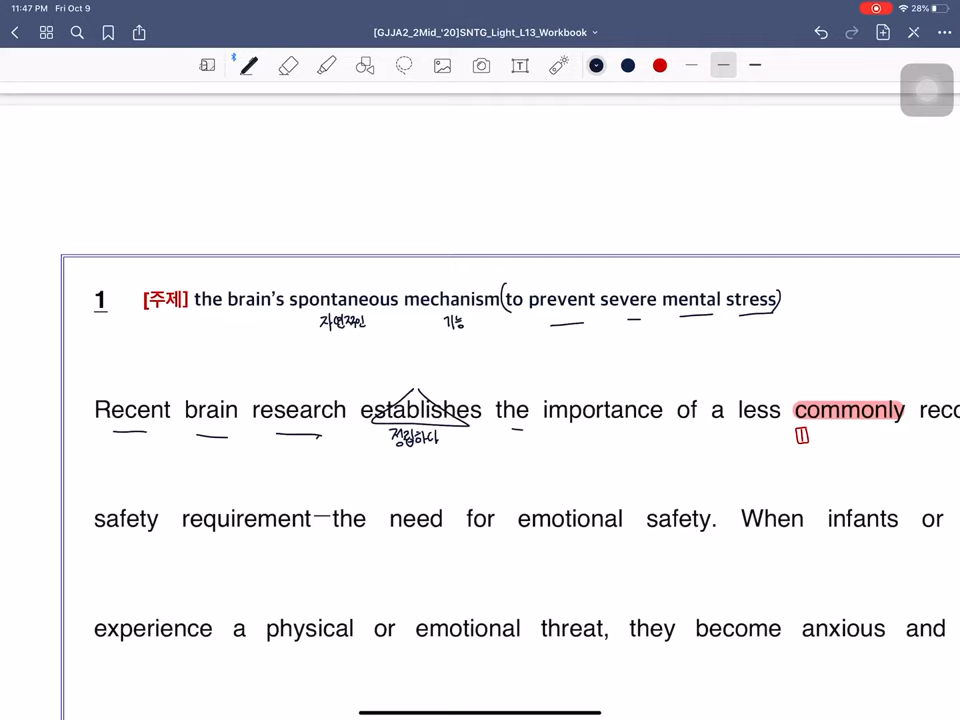 11:47 PM Fri Oct 9
28%
[GJJA2_2Mid_'20]SNTG_Light_L13_Workbook
1 [주제] the brain's spontaneous mechanism(to prevent severe mental stress)
자연적인 기능
Recent brain research establishes the importance of a less commonly reco
정립하다
safety requirement—the need for emotional safety. When infants or
experience a physical or emotional threat, they become anxious and